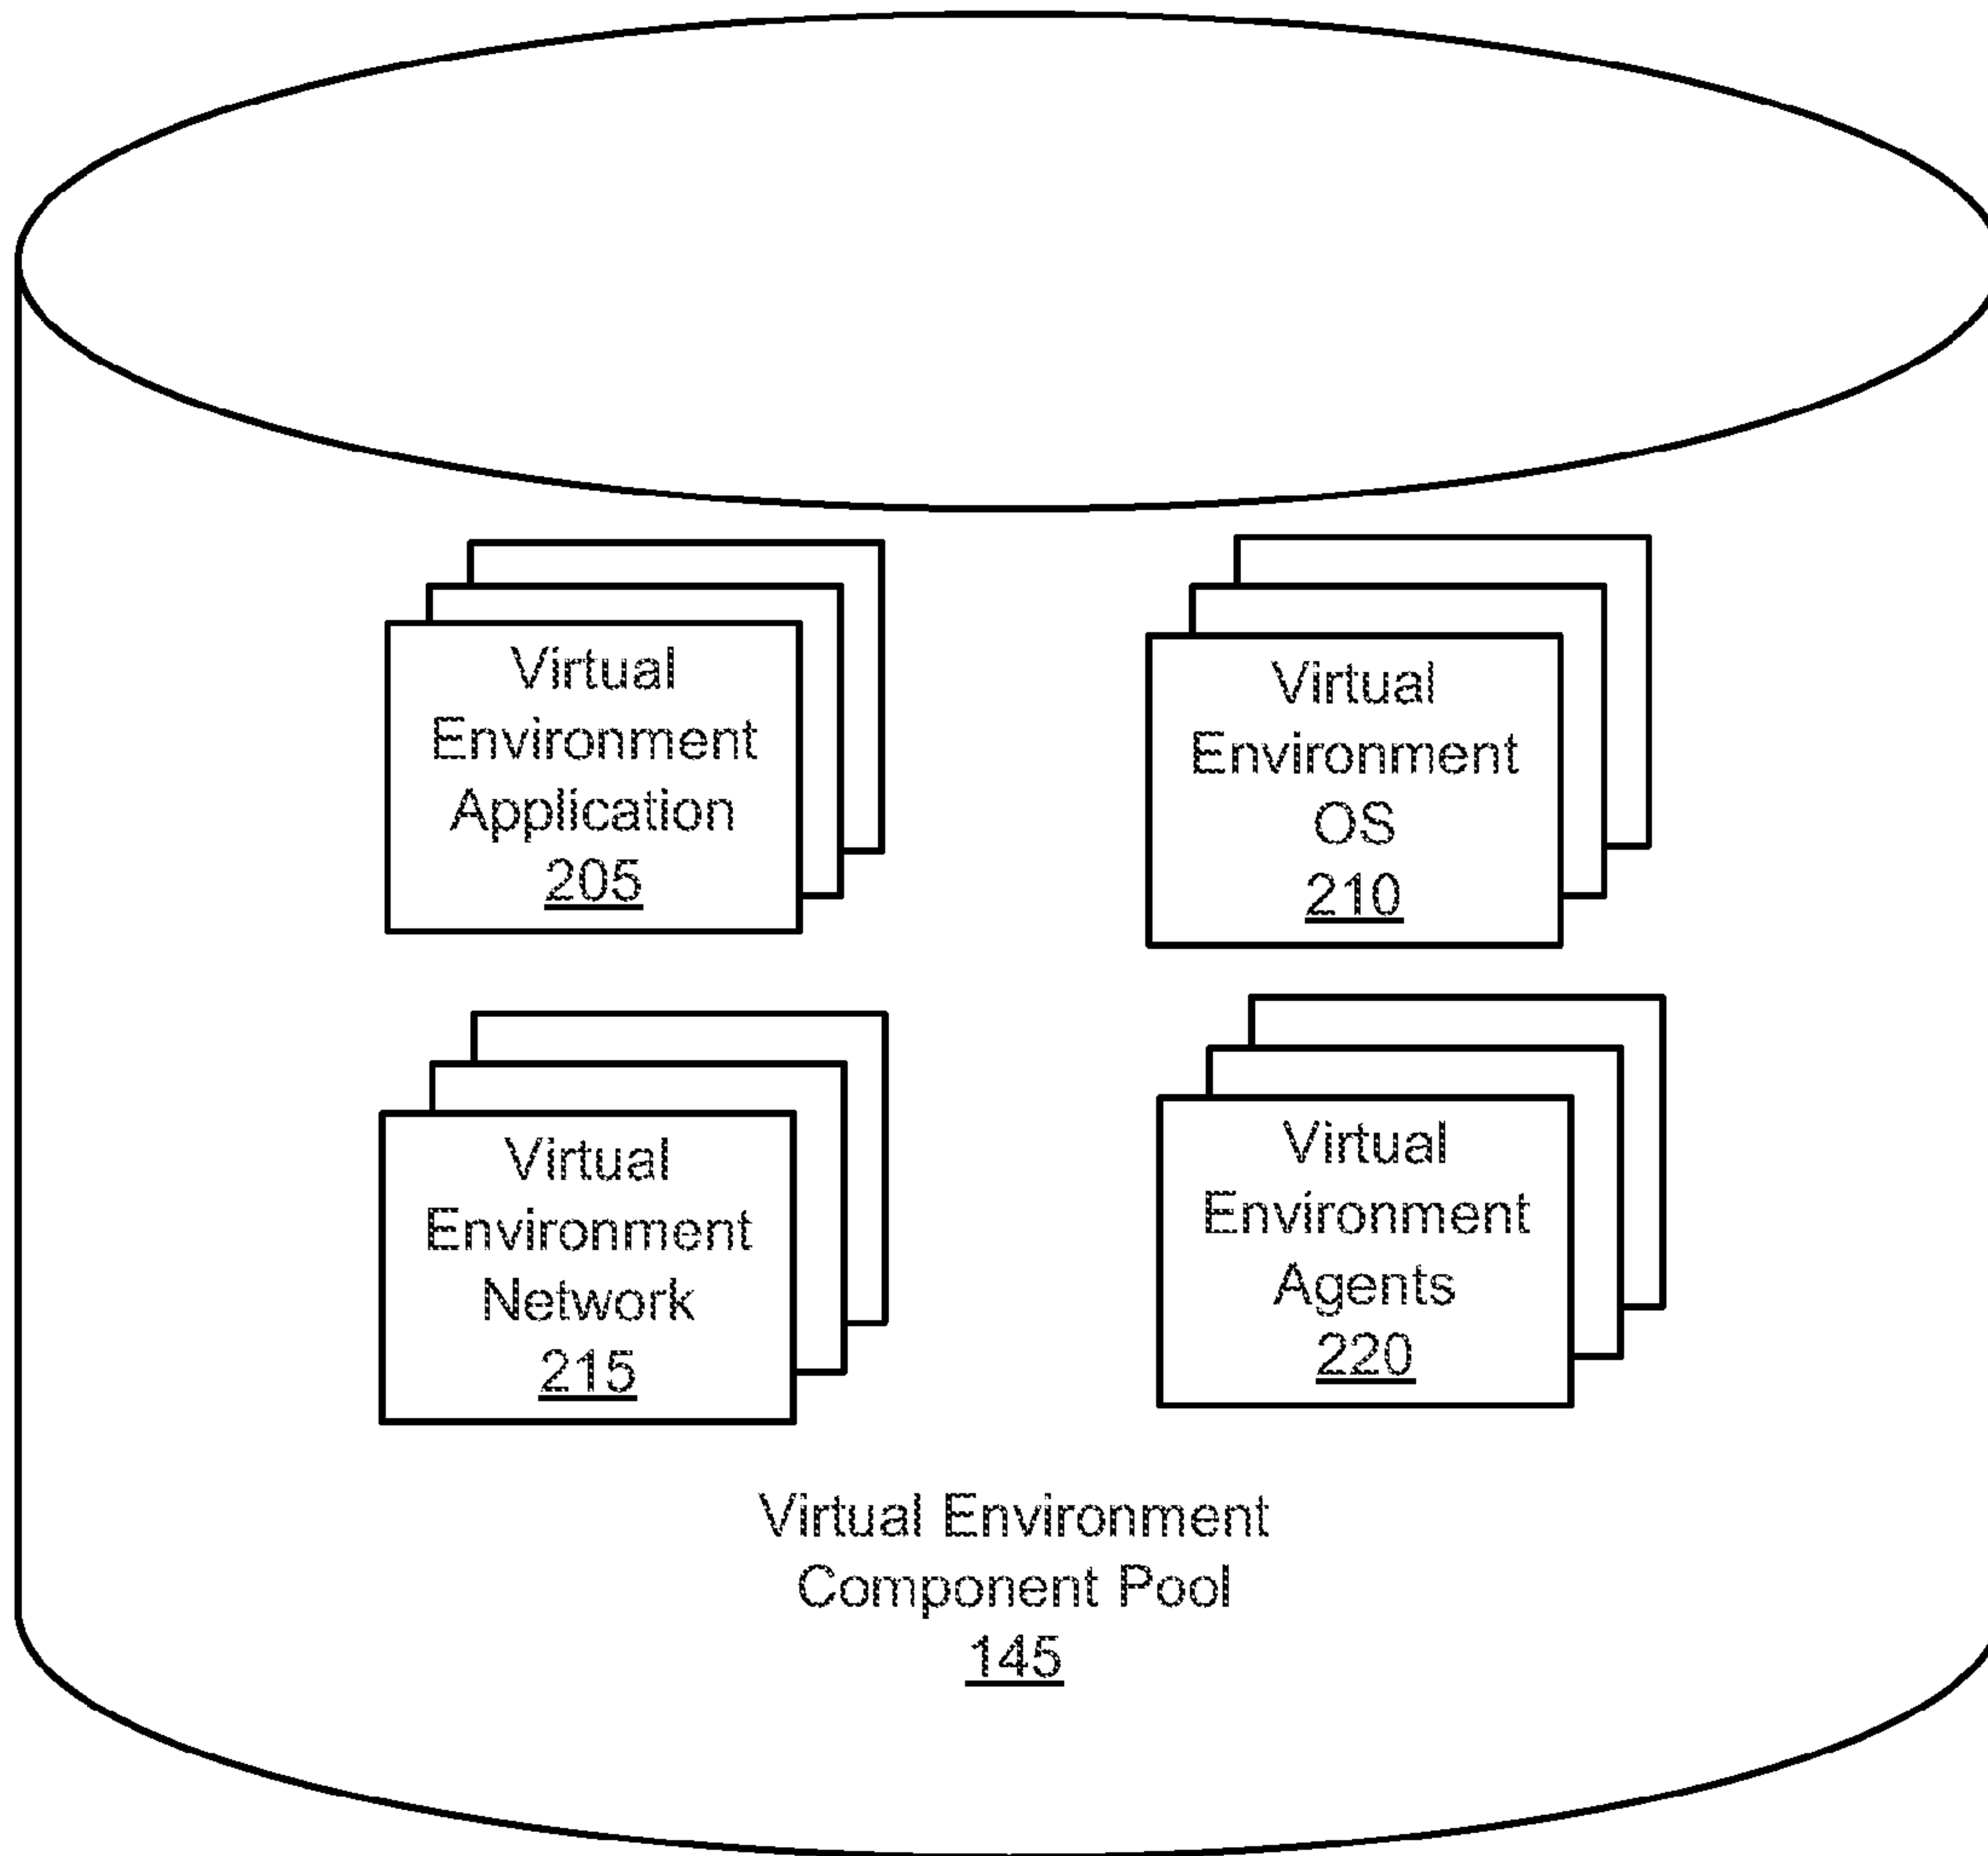 Virtual
Environment
Application
205
Virtual
Environment
OS
210
Virtual
Environment
Network
215
Virtual
Environment
Agents
220
Virtual Environment
Component Pool
145